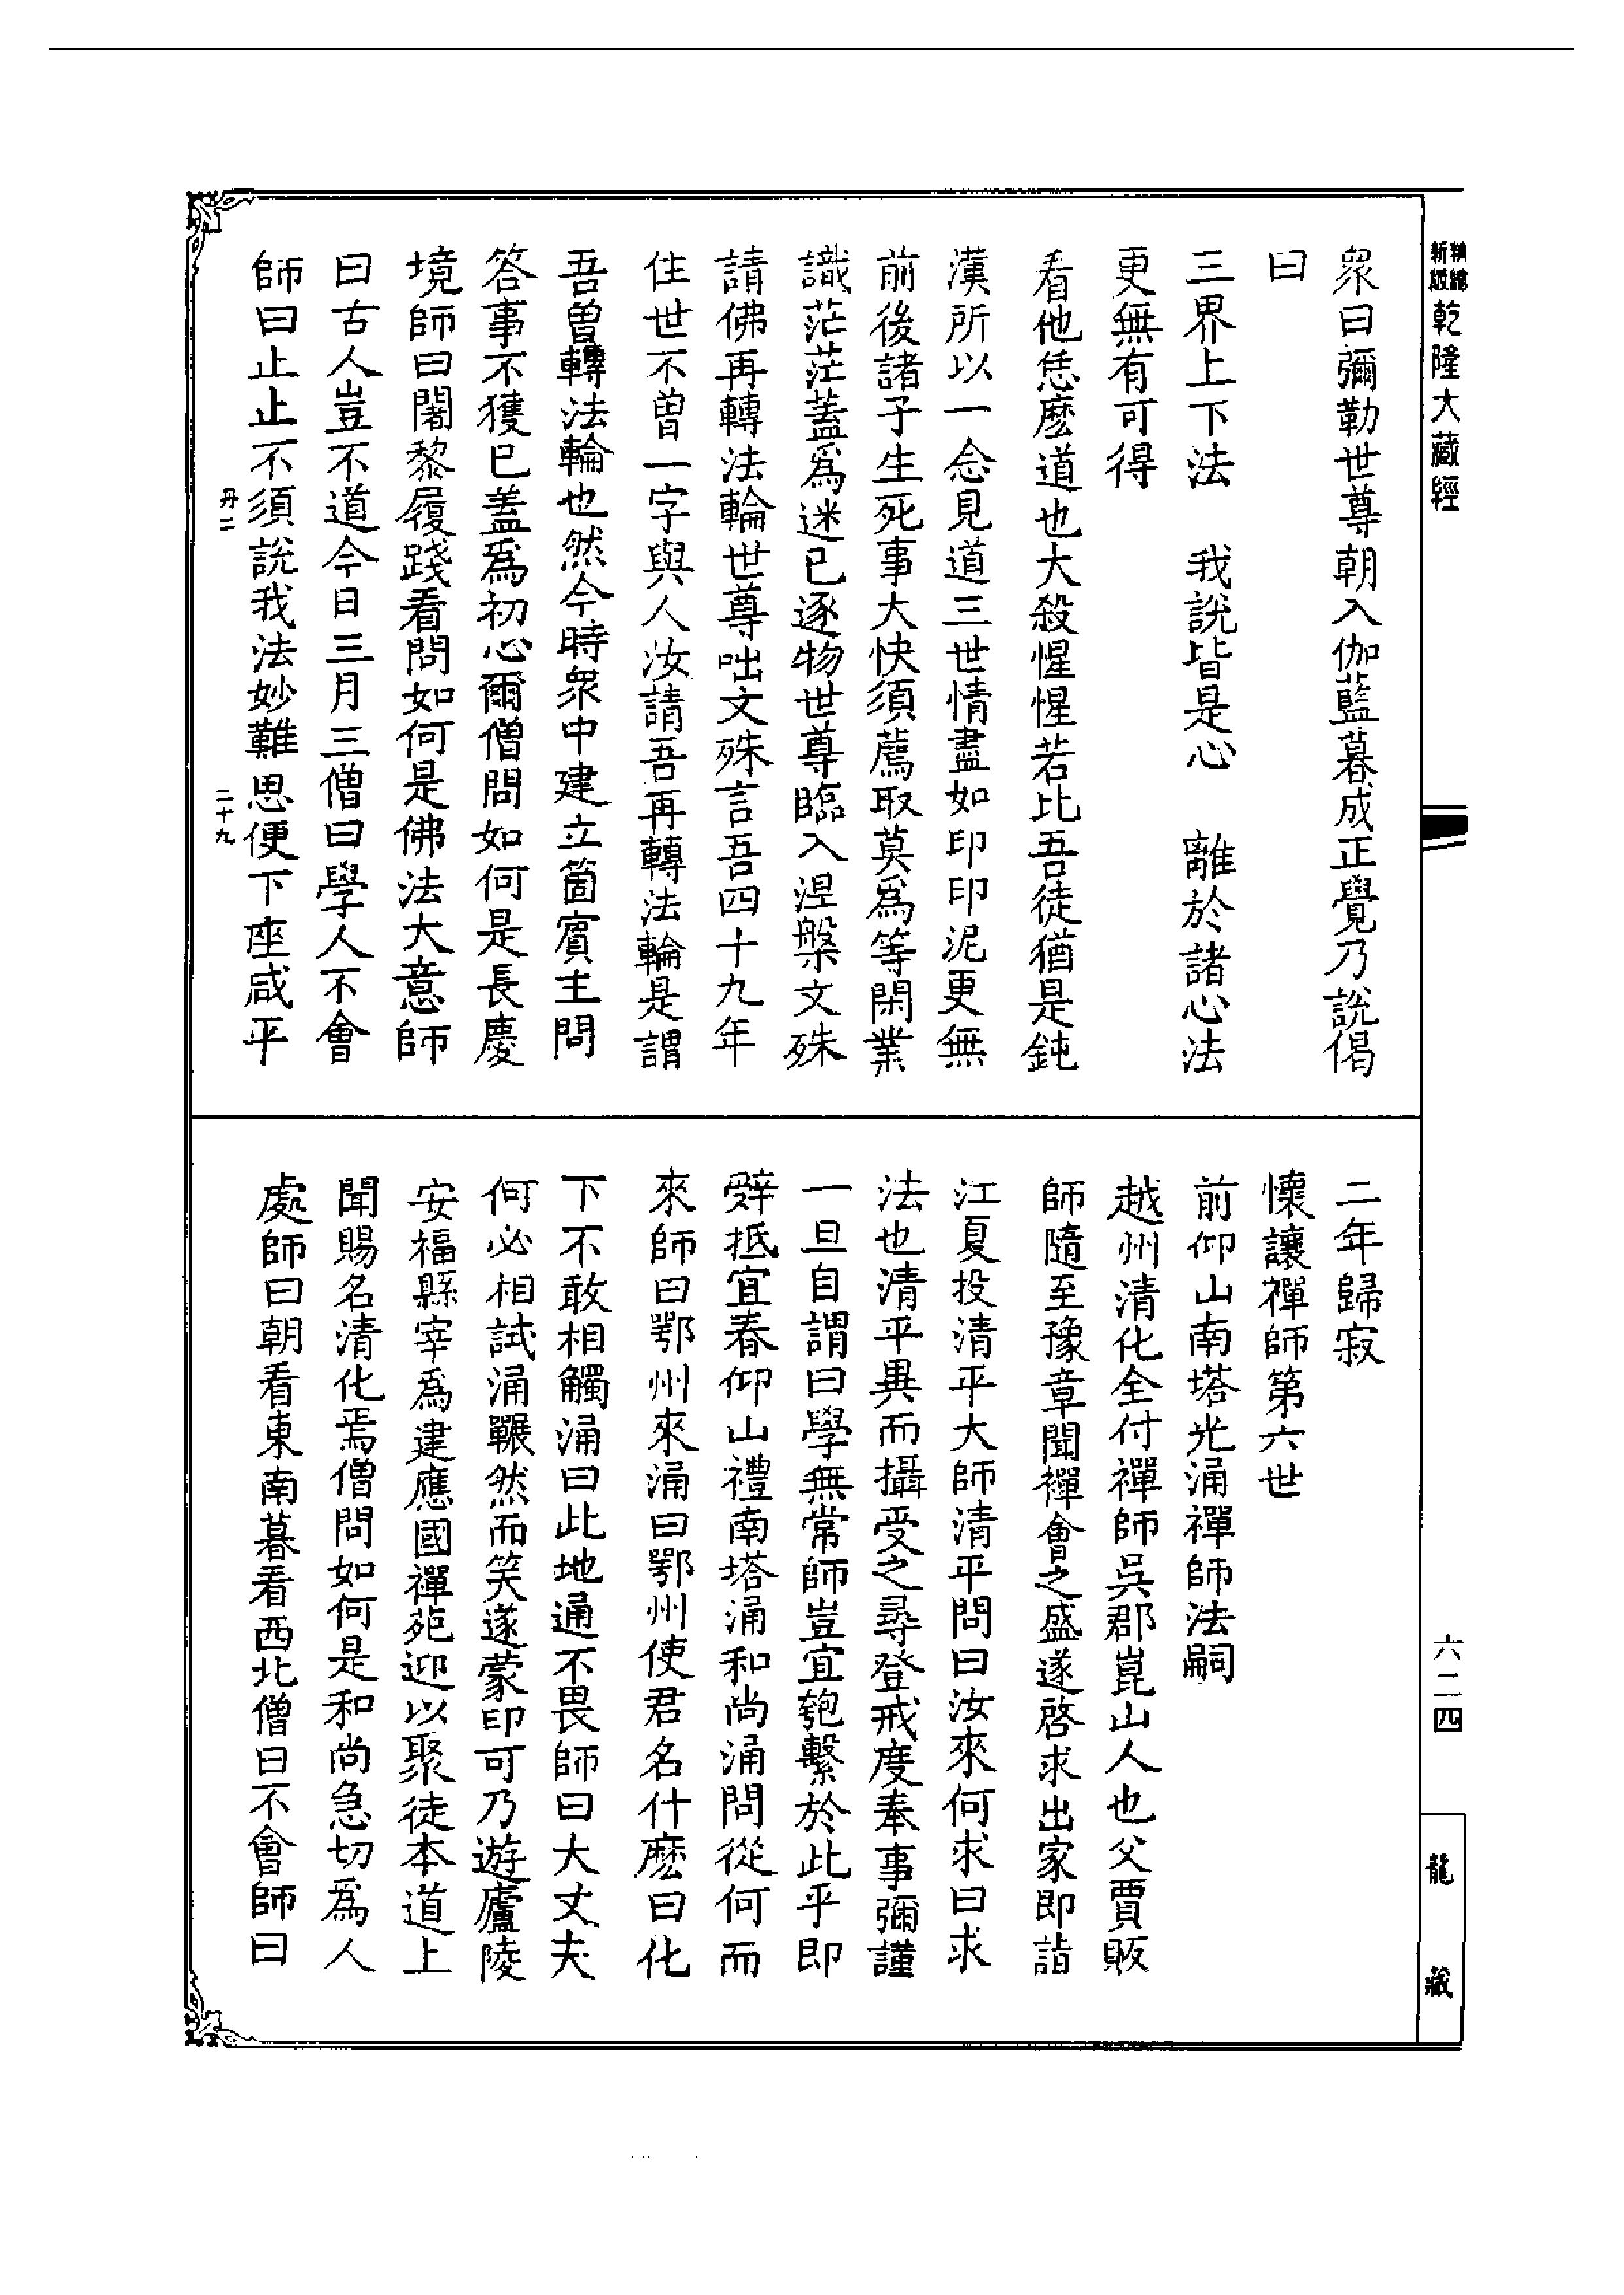 新編
新版
乾隆大藏經
六二四
龍藏
衆曰彌勒世尊朝入伽藍暮成正覺乃說偈
曰
三界上下法　我說皆是心　離於諸心法
更無有可得
看他恁麼道也大殺惺惺若比吾徒猶是鈍
漢所以一念見道三世情盡如印印泥更無
前後諸子生死事大快須薦取莫爲等閑業
識茫茫蓋爲迷已逐物世尊臨入涅槃文殊
請佛再轉法輪世尊咄文殊言吾四十九年
住世不曾一字與人汝請吾再轉法輪是謂
吾曾轉法輪也然今時衆中建立箇賓主問
答事不獲已蓋爲初心爾僧問如何是長慶
境師曰闍黎履踐看問如何是佛法大意師
曰古人豈不道今日三月三僧曰學人不會
師曰止止不須說我法妙難思便下座咸平
丹二
二十九
二年歸寂
懷讓禪師第六世
前仰山南塔光涌禪師法嗣
越州清化全付禪師吳郡崑山人也父賈販
師隨至豫章聞禪會之盛遂啓求出家即詣
江夏投清平大師清平問曰汝來何求曰求
法也清平異而攝受之尋登戒度奉事彌謹
一旦自謂曰學無常師豈宜匏繫於此乎即
辭抵宜春仰山禮南塔涌和尚涌問從何而
來師曰鄂州來涌曰鄂州使君名什麼曰化
下不敢相觸涌曰此地通不畏師曰大丈夫
何必相試涌囅然而笑遂蒙印可乃遊廬陵
安福縣宰爲建應國禪苑迎以聚徒本道上
聞賜名清化焉僧問如何是和尚急切爲人
處師曰朝看東南暮看西北僧曰不會師曰